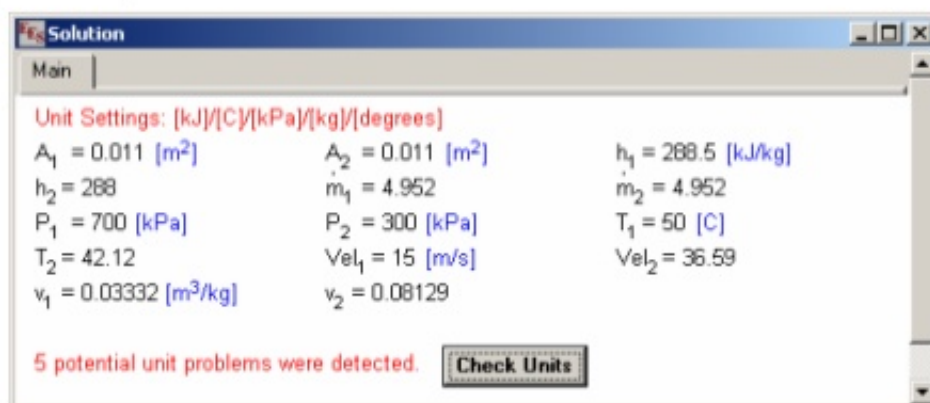 EES Solution
Main
Unit Settings: [kJ]/[C]/[kPa]/[kg]/[degrees]
A₁ = 0.011 [m²] A₂ = 0.011 [m²] h₁ = 288.5 [kJ/kg]
h₂ = 288 ṁ₁ = 4.952 ṁ₂ = 4.952
P₁ = 700 [kPa] P₂ = 300 [kPa] T₁ = 50 [C]
T₂ = 42.12 Vel₁ = 15 [m/s] Vel₂ = 36.59
v₁ = 0.03332 [m³/kg] v₂ = 0.08129
5 potential unit problems were detected. Check Units